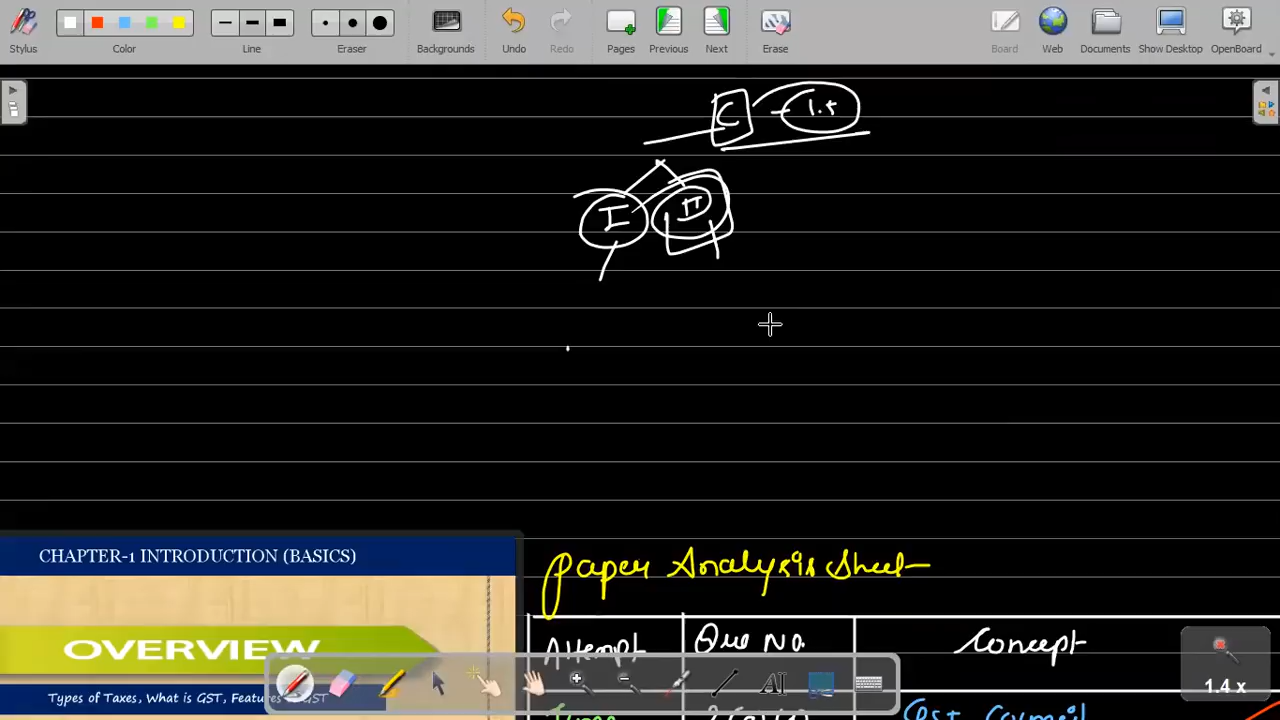 Stylus Color Line Eraser Backgrounds Undo Redo Pages Previous Next Erase Board Web Documents Show Desktop OpenBoard
C - 1.5
I II
CHAPTER-1 INTRODUCTION (BASICS)
Paper Analysis Sheet
OVERVIEW
Attempt Que No. Concept
Types of Taxes, What is GST, Features GST
1.4 x
GST Council